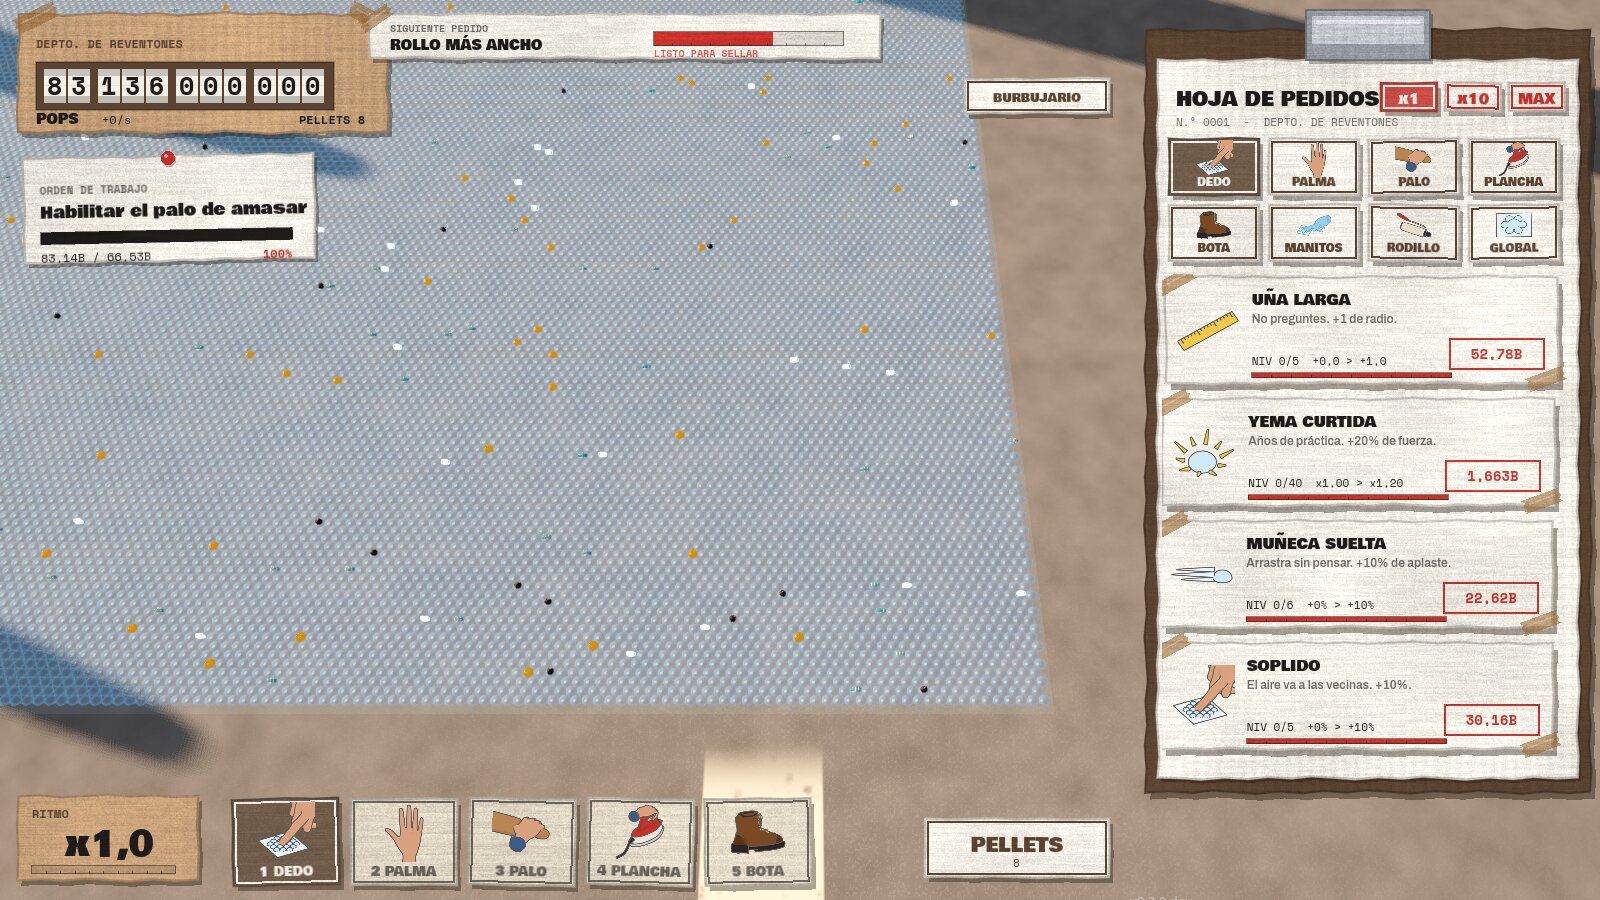 DEPTO. DE REVENTONES
83 136 000 000
POPS +0/s PELLETS 8
SIGUIENTE PEDIDO
ROLLO MÁS ANCHO
LISTO PARA SELLAR
BURBUJARIO
ORDEN DE TRABAJO
Habilitar el palo de amasar
83,14B / 66,53B 100%
HOJA DE PEDIDOS x1 x10 MAX
N.° 0001 - DEPTO. DE REVENTONES
DEDO PALMA PALO PLANCHA
BOTA MANITOS RODILLO GLOBAL
UÑA LARGA
No preguntes. +1 de radio.
NIV 0/5 +0,0 > +1,0 52,78B
YEMA CURTIDA
Años de práctica. +20% de fuerza.
NIV 0/40 x1,00 > x1,20 1,663B
MUÑECA SUELTA
Arrastra sin pensar. +10% de aplaste.
NIV 0/6 +0% > +10% 22,62B
SOPLIDO
El aire va a las vecinas. +10%.
NIV 0/5 +0% > +10% 30,16B
RITMO
x1,0
1 DEDO 2 PALMA 3 PALO 4 PLANCHA 5 BOTA
PELLETS
8